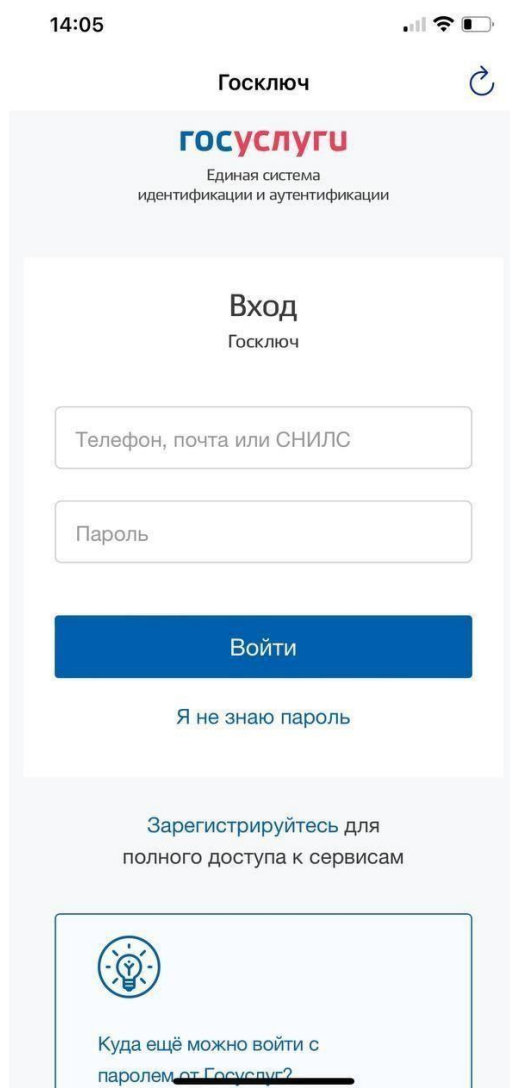 14:05
Госключ
госуслуги
Единая система
идентификации и аутентификации
Вход
Госключ
Телефон, почта или СНИЛС
Пароль
Войти
Я не знаю пароль
Зарегистрируйтесь для
полного доступа к сервисам
Куда ещё можно войти с
паролем от Госуслуг?